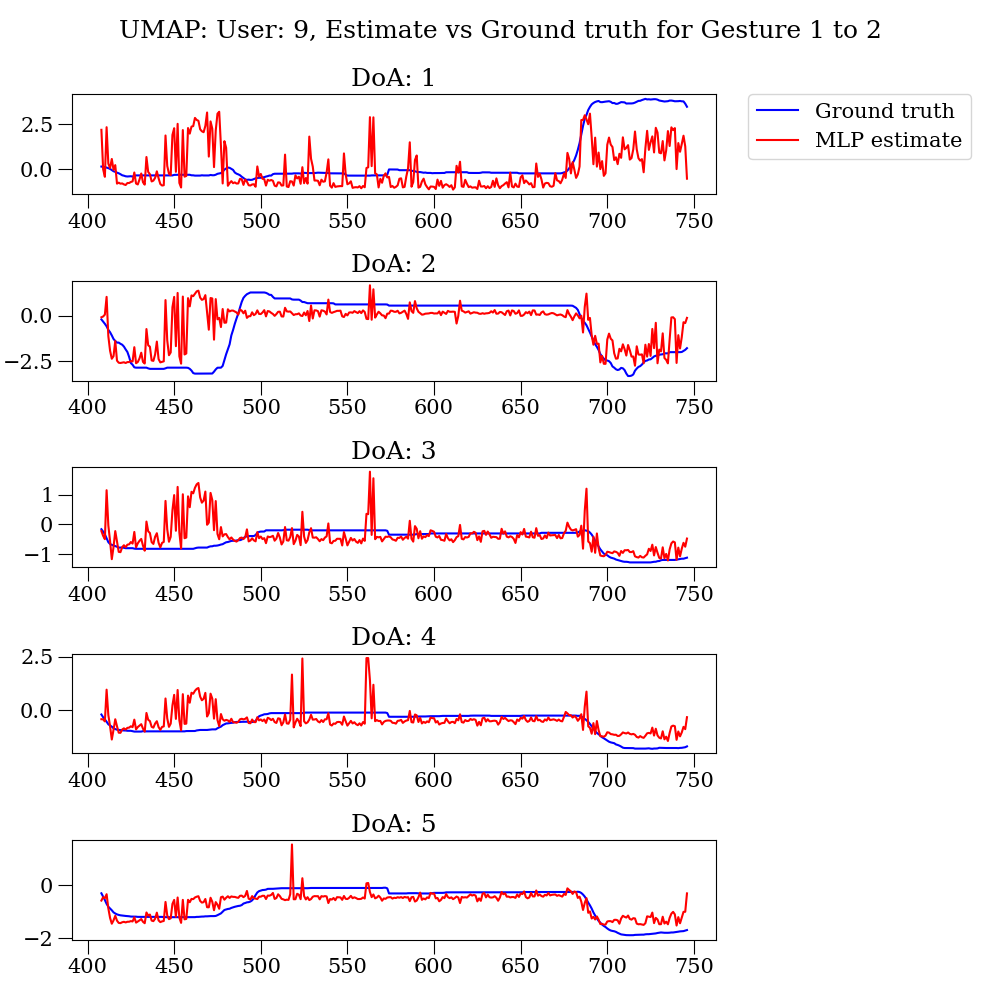 UMAP: User: 9, Estimate vs Ground truth for Gesture 1 to 2
DoA: 1
Ground truth
MLP estimate
2.5
0.0
400 450 500 550 600 650 700 750
DoA: 2
0.0
−2.5
400 450 500 550 600 650 700 750
DoA: 3
1
0
−1
400 450 500 550 600 650 700 750
DoA: 4
2.5
0.0
400 450 500 550 600 650 700 750
DoA: 5
0
−2
400 450 500 550 600 650 700 750